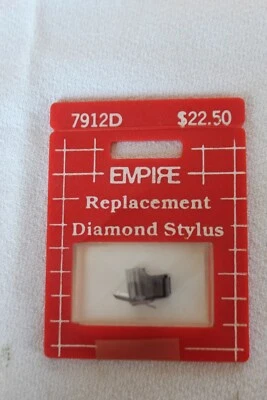 7912D $22.50
EMPIRE
Replacement
Diamond Stylus